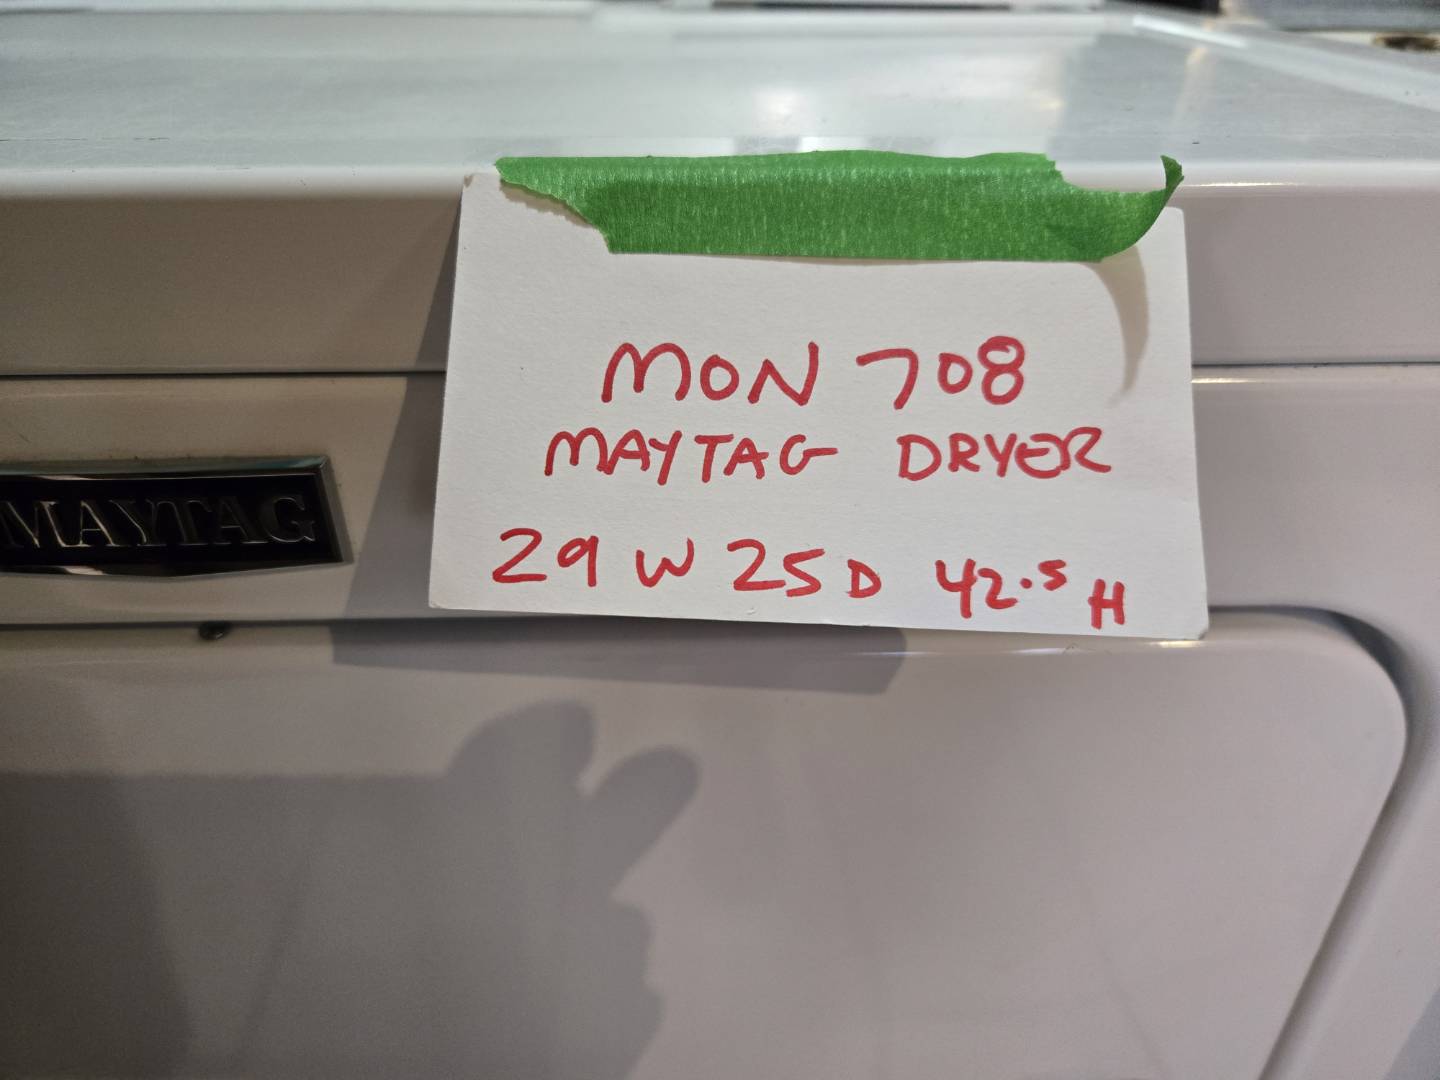 MON 708
MAYTAG DRYER
29 W 25 D 42.5 H
MAYTAG